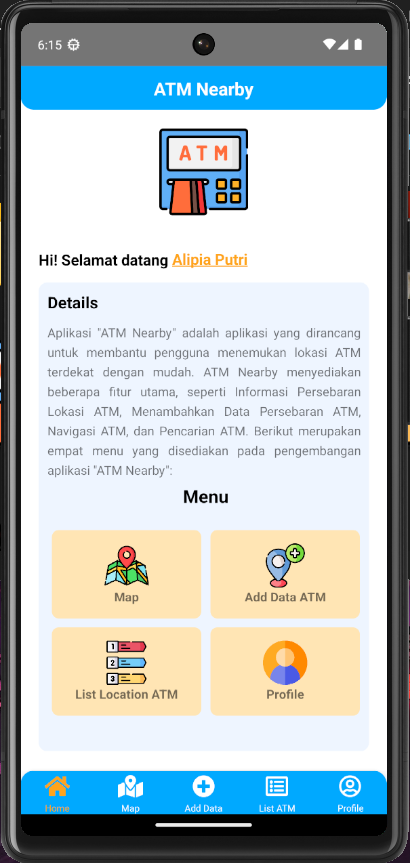 6:15
ATM Nearby
ATM
Hi! Selamat datang Alipia Putri
Details
Aplikasi "ATM Nearby" adalah aplikasi yang dirancang
untuk membantu pengguna menemukan lokasi ATM
terdekat dengan mudah. ATM Nearby menyediakan
beberapa fitur utama, seperti Informasi Persebaran
Lokasi ATM, Menambahkan Data Persebaran ATM,
Navigasi ATM, dan Pencarian ATM. Berikut merupakan
empat menu yang disediakan pada pengembangan
aplikasi "ATM Nearby":
Menu
Map
Add Data ATM
1
2
3
List Location ATM
Profile
Home
Map
Add Data
List ATM
Profile